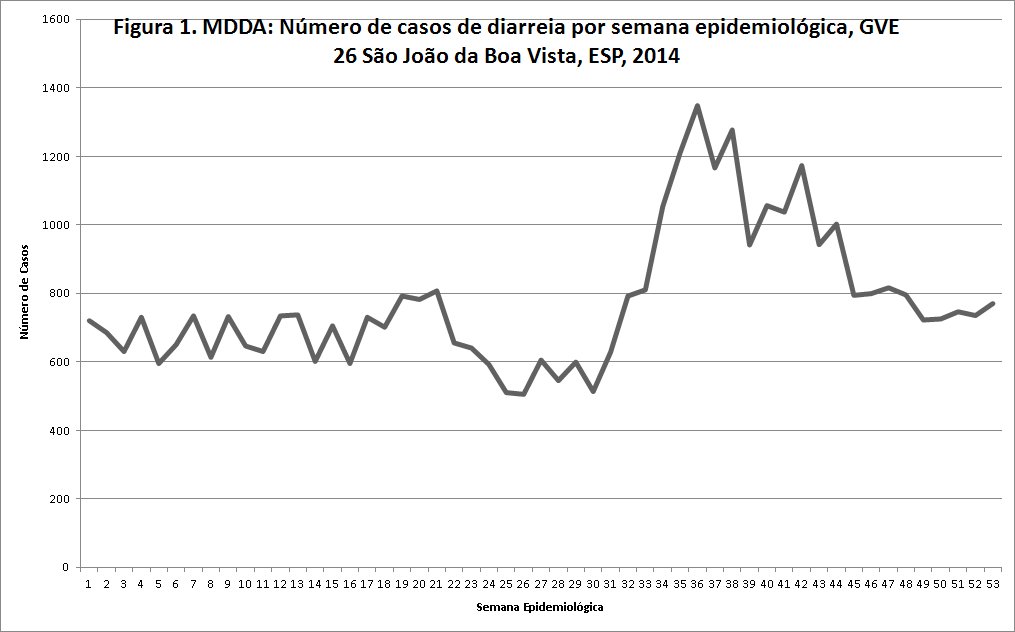 Figura 1. MDDA: Número de casos de diarreia por semana epidemiológica, GVE
26 São João da Boa Vista, ESP, 2014
1600
1400
1200
1000
800
600
400
200
0
Número de Casos
1 2 3 4 5 6 7 8 9 10 11 12 13 14 15 16 17 18 19 20 21 22 23 24 25 26 27 28 29 30 31 32 33 34 35 36 37 38 39 40 41 42 43 44 45 46 47 48 49 50 51 52 53
Semana Epidemiológica